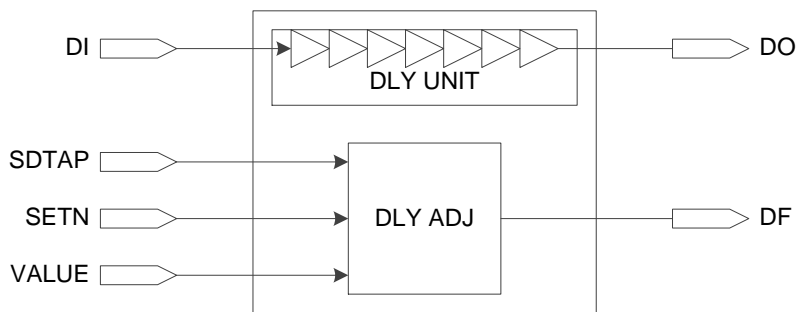 DI
DO
DLY UNIT
SDTAP
SETN
DLY ADJ
DF
VALUE